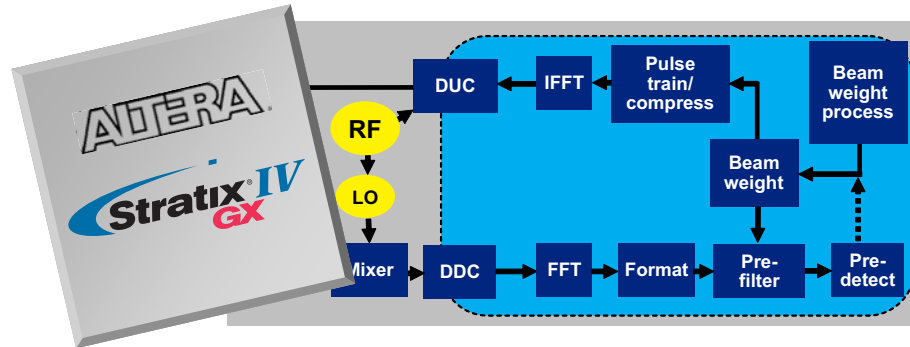 ALTERA
Stratix® IV
GX
DUC
IFFT
Pulse
train/
compress
Beam
weight
process
RF
Beam
weight
LO
Mixer
DDC
FFT
Format
Pre-
filter
Pre-
detect